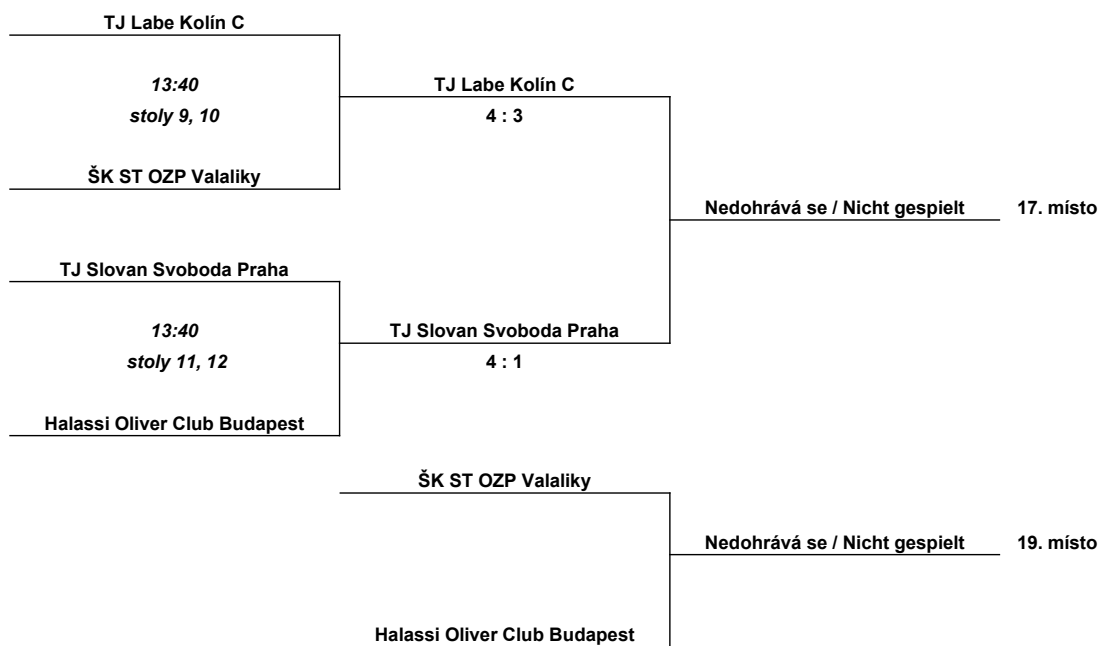 TJ Labe Kolín C
13:40
stoly 9, 10
TJ Labe Kolín C
4 : 3
ŠK ST OZP Valaliky
Nedohrává se / Nicht gespielt 17. místo
TJ Slovan Svoboda Praha
13:40
stoly 11, 12
TJ Slovan Svoboda Praha
4 : 1
Halassi Oliver Club Budapest
ŠK ST OZP Valaliky
Nedohrává se / Nicht gespielt 19. místo
Halassi Oliver Club Budapest